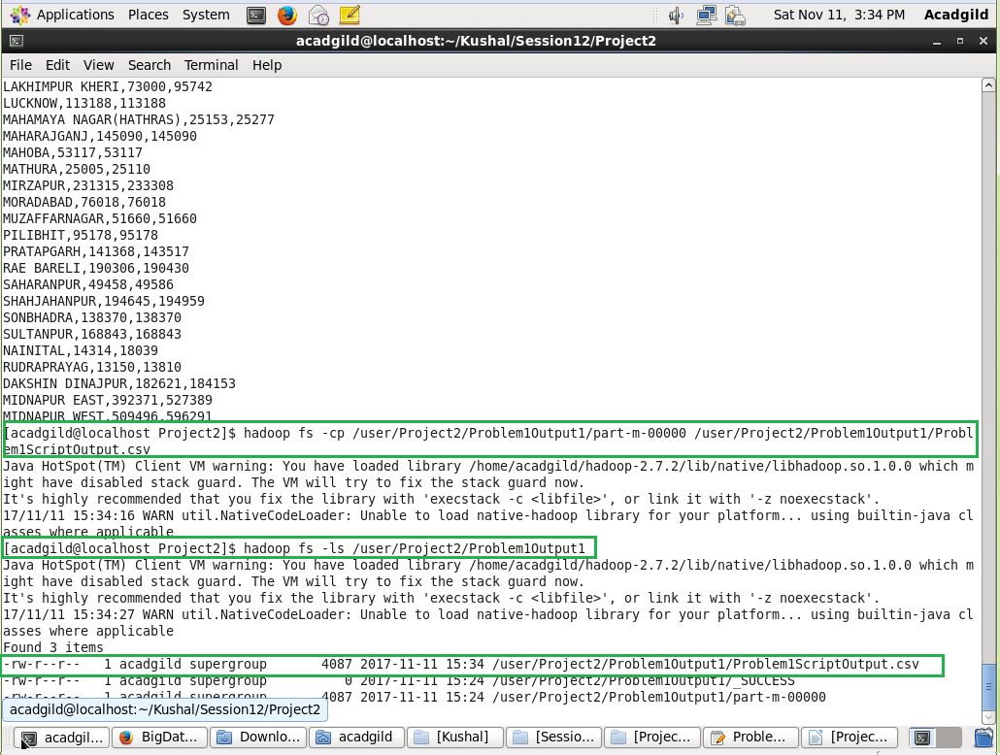 Applications Places System Sat Nov 11, 3:34 PM Acadgild
acadgild@localhost:~/Kushal/Session12/Project2
File Edit View Search Terminal Help
LAKHIMPUR KHERI,73000,95742
LUCKNOW,113188,113188
MAHAMAYA NAGAR(HATHRAS),25153,25277
MAHARAJGANJ,145090,145090
MAHOBA,53117,53117
MATHURA,25005,25110
MIRZAPUR,231315,233308
MORADABAD,76018,76018
MUZAFFARNAGAR,51660,51660
PILIBHIT,95178,95178
PRATAPGARH,141368,143517
RAE BARELI,190306,190430
SAHARANPUR,49458,49586
SHAHJAHANPUR,194645,194959
SONBHADRA,138370,138370
SULTANPUR,168843,168843
NAINITAL,14314,18039
RUDRAPRAYAG,13150,13810
DAKSHIN DINAJPUR,182621,184153
MIDNAPUR EAST,392371,527389
MIDNAPUR WEST,509496,596291
[acadgild@localhost Project2]$ hadoop fs -cp /user/Project2/Problem1Output1/part-m-00000 /user/Project2/Problem1Output1/Probl
em1ScriptOutput.csv
Java HotSpot(TM) Client VM warning: You have loaded library /home/acadgild/hadoop-2.7.2/lib/native/libhadoop.so.1.0.0 which m
ight have disabled stack guard. The VM will try to fix the stack guard now.
It's highly recommended that you fix the library with 'execstack -c <libfile>', or link it with '-z noexecstack'.
17/11/11 15:34:16 WARN util.NativeCodeLoader: Unable to load native-hadoop library for your platform... using builtin-java cl
asses where applicable
[acadgild@localhost Project2]$ hadoop fs -ls /user/Project2/Problem1Output1
Java HotSpot(TM) Client VM warning: You have loaded library /home/acadgild/hadoop-2.7.2/lib/native/libhadoop.so.1.0.0 which m
ight have disabled stack guard. The VM will try to fix the stack guard now.
It's highly recommended that you fix the library with 'execstack -c <libfile>', or link it with '-z noexecstack'.
17/11/11 15:34:27 WARN util.NativeCodeLoader: Unable to load native-hadoop library for your platform... using builtin-java cl
asses where applicable
Found 3 items
-rw-r--r-- 1 acadgild supergroup 4087 2017-11-11 15:34 /user/Project2/Problem1Output1/Problem1ScriptOutput.csv
-rw-r--r-- 1 acadgild supergroup 0 2017-11-11 15:24 /user/Project2/Problem1Output1/_SUCCESS
-rw-r--r-- 1 acadgild supergroup 4087 2017-11-11 15:24 /user/Project2/Problem1Output1/part-m-00000
acadgild@localhost:~/Kushal/Session12/Project2
acadgil... BigDat... Downlo... acadgild [Kushal] [Sessio... [Projec... Proble... [Projec...